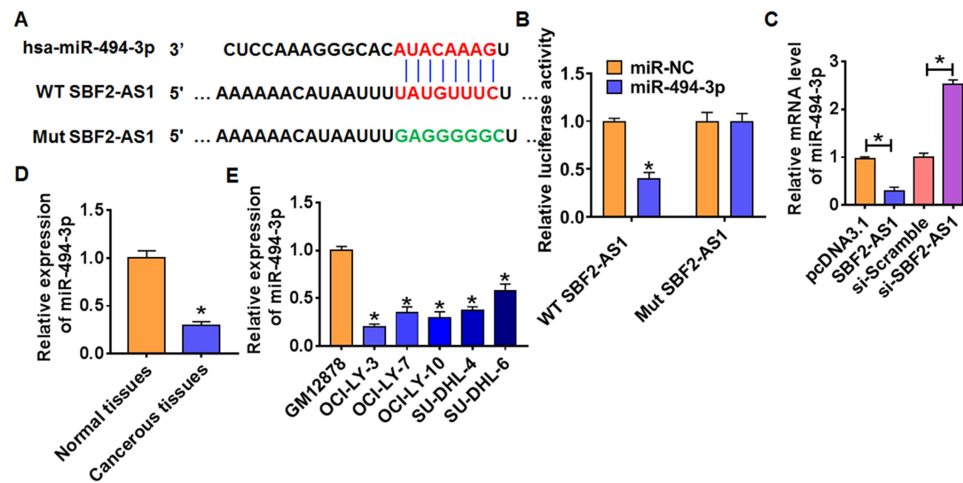 A
hsa-miR-494-3p 3' CUCCAAAGGGCACAUACAAAGU
WT SBF2-AS1 5' ... AAAAAACAUAAUUUUAUGUUUCU ...
Mut SBF2-AS1 5' ... AAAAAACAUAAUUUGAGGGGGCU ...
B
Relative luciferase activity
miR-NC
miR-494-3p
1.5
1.0
0.5
0.0
*
WT SBF2-AS1
Mut SBF2-AS1
C
Relative mRNA level
of miR-494-3p
3
2
1
0
*
*
pcDNA3.1
SBF2-AS1
si-Scramble
si-SBF2-AS1
D
Relative expression
of miR-494-3p
1.5
1.0
0.5
0.0
*
Normal tissues
Cancerous tissues
E
Relative expression
of miR-494-3p
1.5
1.0
0.5
0.0
* * * * *
GM12878
OCI-LY-3
OCI-LY-7
OCI-LY-10
SU-DHL-4
SU-DHL-6